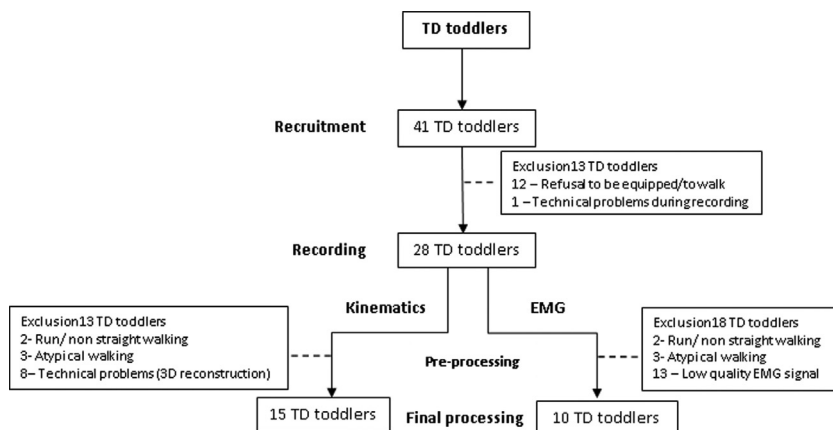 TD toddlers
Recruitment
41 TD toddlers
Exclusion13 TD toddlers
12 – Refusal to be equipped/to walk
1 – Technical problems during recording
Recording
28 TD toddlers
Kinematics
EMG
Exclusion13 TD toddlers
2- Run/ non straight walking
3- Atypical walking
8– Technical problems (3D reconstruction)
Pre-processing
Exclusion18 TD toddlers
2- Run/ non straight walking
3- Atypical walking
13 – Low quality EMG signal
15 TD toddlers
Final processing
10 TD toddlers